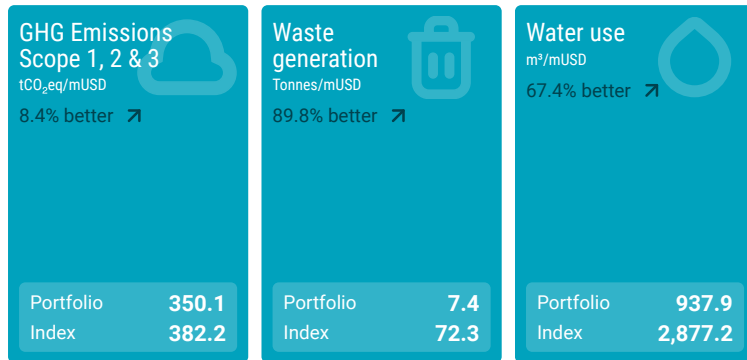 GHG Emissions
Scope 1, 2 & 3
tCO₂eq/mUSD
8.4% better
Portfolio 350.1
Index 382.2
Waste
generation
Tonnes/mUSD
89.8% better
Portfolio 7.4
Index 72.3
Water use
m³/mUSD
67.4% better
Portfolio 937.9
Index 2,877.2